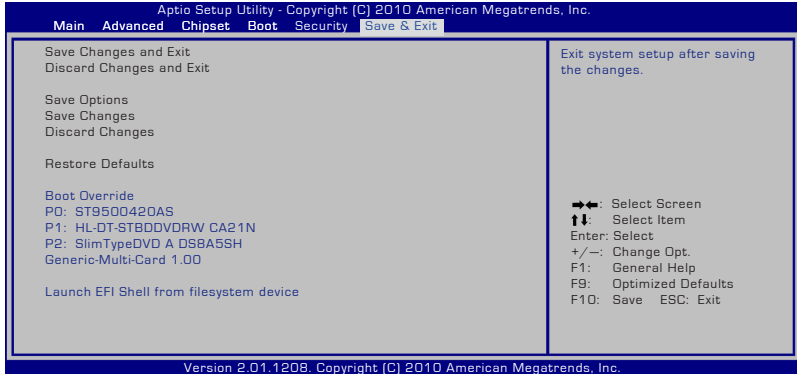 Aptio Setup Utility - Copyright (C) 2010 American Megatrends, Inc.
Main Advanced Chipset Boot Security Save & Exit
Save Changes and Exit
Discard Changes and Exit
Save Options
Save Changes
Discard Changes
Restore Defaults
Boot Override
P0: ST9500420AS
P1: HL-DT-STBDDVDRW CA21N
P2: SlimTypeDVD A DS8A5SH
Generic-Multi-Card 1.00
Launch EFI Shell from filesystem device
Exit system setup after saving
the changes.
➡⬅: Select Screen
⬆⬇: Select Item
Enter: Select
+/—: Change Opt.
F1: General Help
F9: Optimized Defaults
F10: Save ESC: Exit
Version 2.01.1208. Copyright (C) 2010 American Megatrends, Inc.